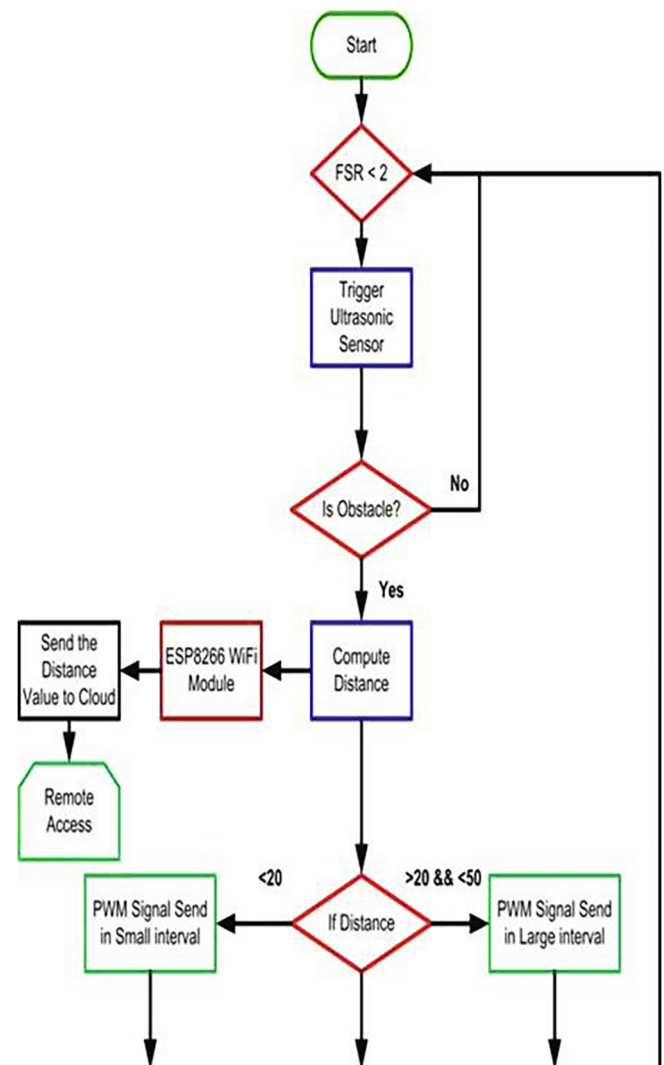 Start
FSR < 2
Trigger
Ultrasonic
Sensor
Is Obstacle?
No
Yes
Send the
Distance
Value to Cloud
ESP8266 WiFi
Module
Compute
Distance
Remote
Access
<20
>20 && <50
PWM Signal Send
in Small interval
If Distance
PWM Signal Send
in Large interval